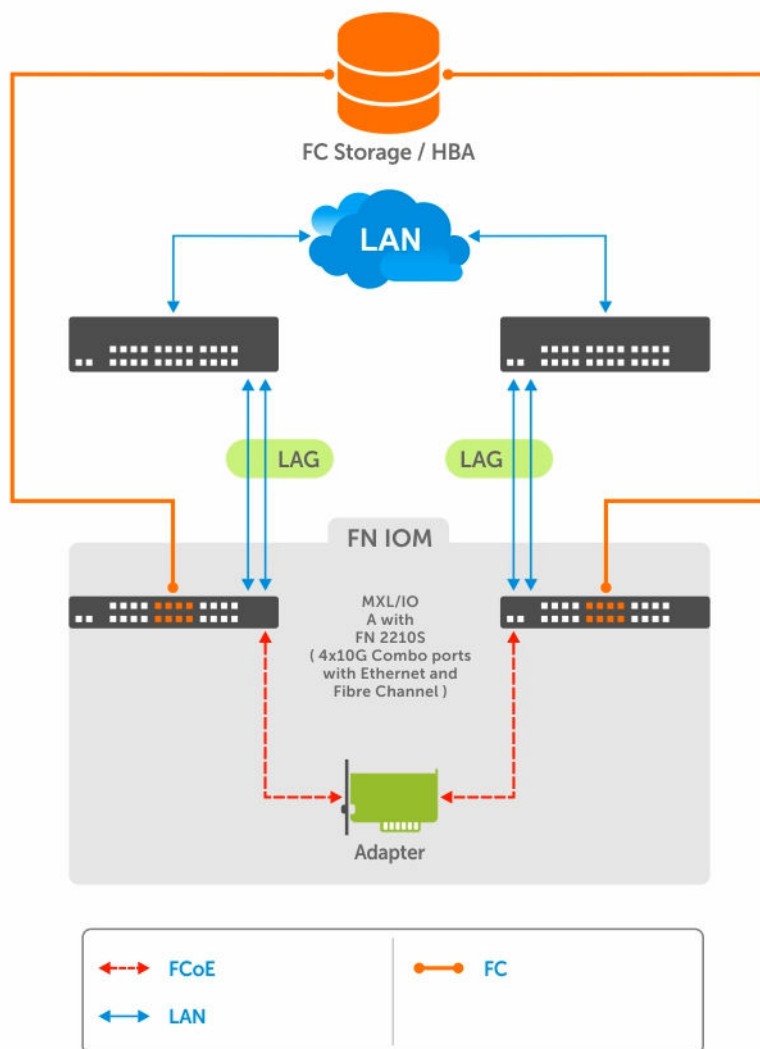 FC Storage / HBA
LAN
LAG
LAG
FN IOM
MXL/IO
A with
FN 2210S
( 4x10G Combo ports
with Ethernet and
Fibre Channel )
Adapter
FCoE
FC
LAN